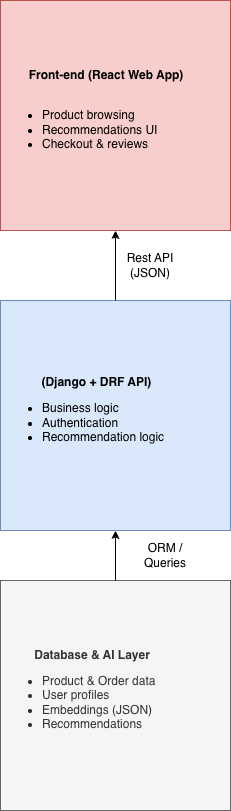 Front-end (React Web App)
• Product browsing
• Recommendations UI
• Checkout & reviews
Rest API
(JSON)
(Django + DRF API)
• Business logic
• Authentication
• Recommendation logic
ORM /
Queries
Database & AI Layer
• Product & Order data
• User profiles
• Embeddings (JSON)
• Recommendations